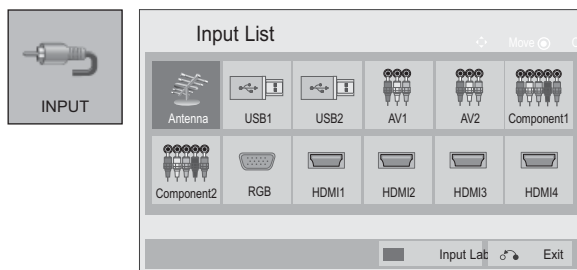 INPUT
Input List
Move
Antenna USB1 USB2 AV1 AV2 Component1
Component2 RGB HDMI1 HDMI2 HDMI3 HDMI4
Input Lab Exit